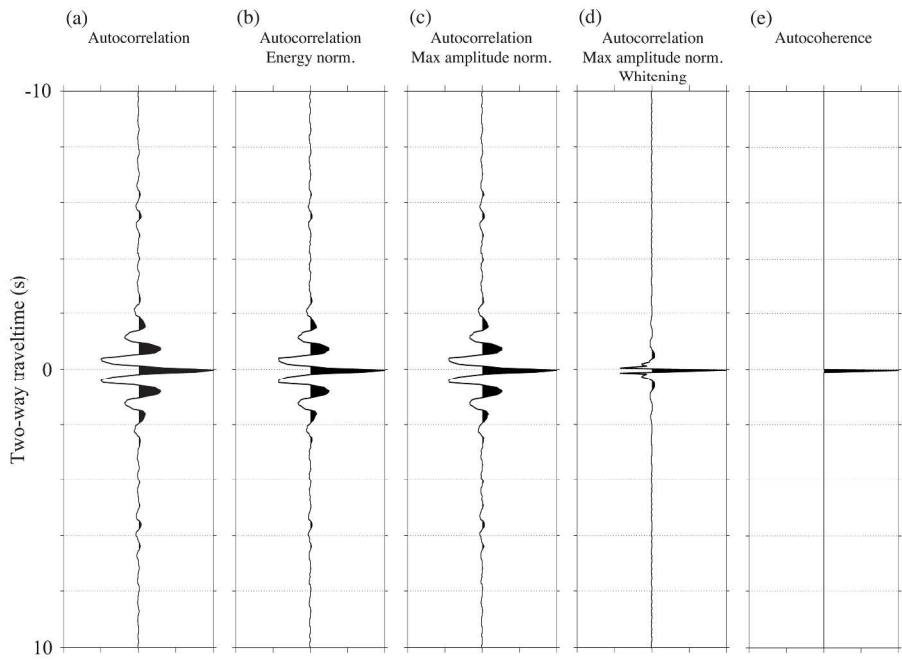 (a)
Autocorrelation
(b)
Autocorrelation
Energy norm.
(c)
Autocorrelation
Max amplitude norm.
(d)
Autocorrelation
Max amplitude norm.
Whitening
(e)
Autocoherence
-10
0
10
Two-way traveltime (s)